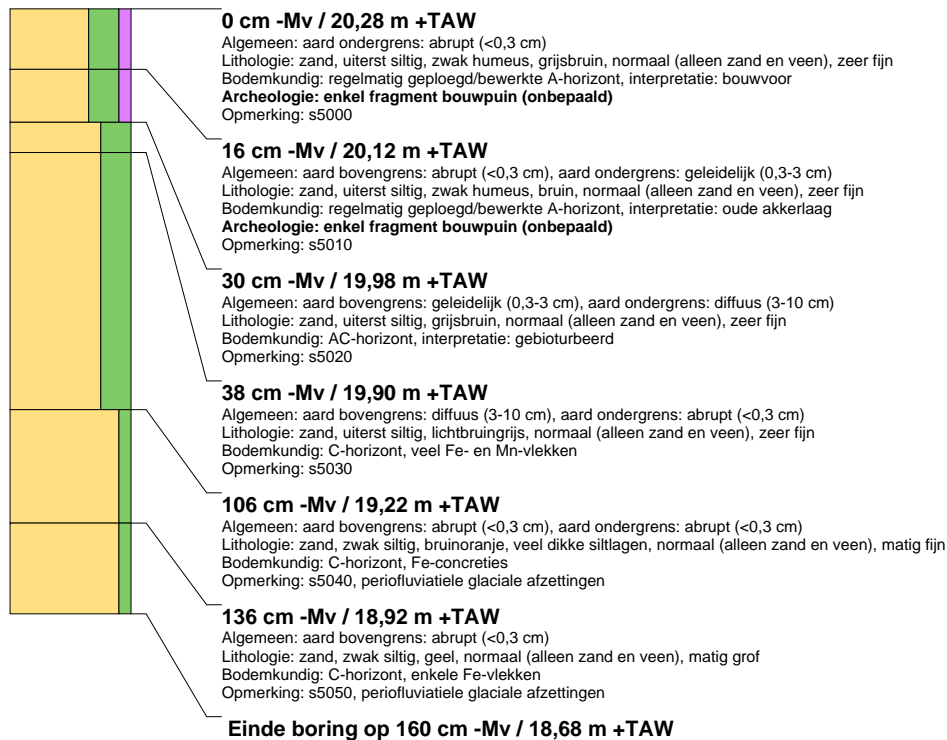 0 cm -Mv / 20,28 m +TAW
Algemeen: aard ondergrens: abrupt (<0,3 cm)
Lithologie: zand, uiterst siltig, zwak humeus, grijsbruin, normaal (alleen zand en veen), zeer fijn
Bodemkundig: regelmatig geploegd/bewerkte A-horizont, interpretatie: bouwvoor
Archeologie: enkel fragment bouwpuin (onbepaald)
Opmerking: s5000
16 cm -Mv / 20,12 m +TAW
Algemeen: aard bovengrens: abrupt (<0,3 cm), aard ondergrens: geleidelijk (0,3-3 cm)
Lithologie: zand, uiterst siltig, zwak humeus, bruin, normaal (alleen zand en veen), zeer fijn
Bodemkundig: regelmatig geploegd/bewerkte A-horizont, interpretatie: oude akkerlaag
Archeologie: enkel fragment bouwpuin (onbepaald)
Opmerking: s5010
30 cm -Mv / 19,98 m +TAW
Algemeen: aard bovengrens: geleidelijk (0,3-3 cm), aard ondergrens: diffuus (3-10 cm)
Lithologie: zand, uiterst siltig, grijsbruin, normaal (alleen zand en veen), zeer fijn
Bodemkundig: AC-horizont, interpretatie: gebioturbeerd
Opmerking: s5020
38 cm -Mv / 19,90 m +TAW
Algemeen: aard bovengrens: diffuus (3-10 cm), aard ondergrens: abrupt (<0,3 cm)
Lithologie: zand, uiterst siltig, lichtbruingrijs, normaal (alleen zand en veen), zeer fijn
Bodemkundig: C-horizont, veel Fe- en Mn-vlekken
Opmerking: s5030
106 cm -Mv / 19,22 m +TAW
Algemeen: aard bovengrens: abrupt (<0,3 cm), aard ondergrens: abrupt (<0,3 cm)
Lithologie: zand, zwak siltig, bruinoranje, veel dikke siltlagen, normaal (alleen zand en veen), matig fijn
Bodemkundig: C-horizont, Fe-concreties
Opmerking: s5040, periofluviatiele glaciale afzettingen
136 cm -Mv / 18,92 m +TAW
Algemeen: aard bovengrens: abrupt (<0,3 cm)
Lithologie: zand, zwak siltig, geel, normaal (alleen zand en veen), matig grof
Bodemkundig: C-horizont, enkele Fe-vlekken
Opmerking: s5050, periofluviatiele glaciale afzettingen
Einde boring op 160 cm -Mv / 18,68 m +TAW